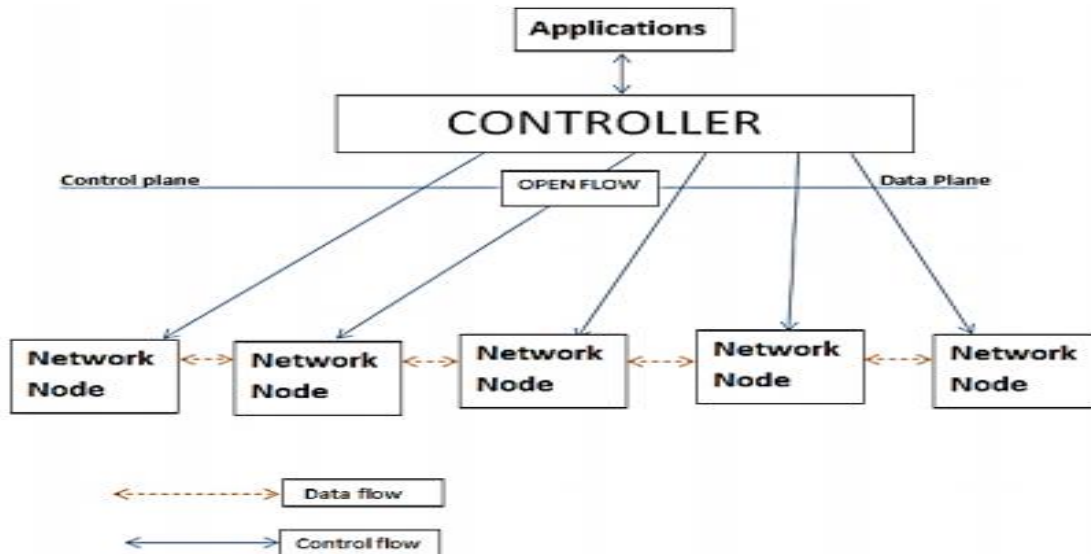 Applications
CONTROLLER
Control plane
OPEN FLOW
Data Plane
Network
Node
Network
Node
Network
Node
Network
Node
Network
Node
Data flow
Control flow